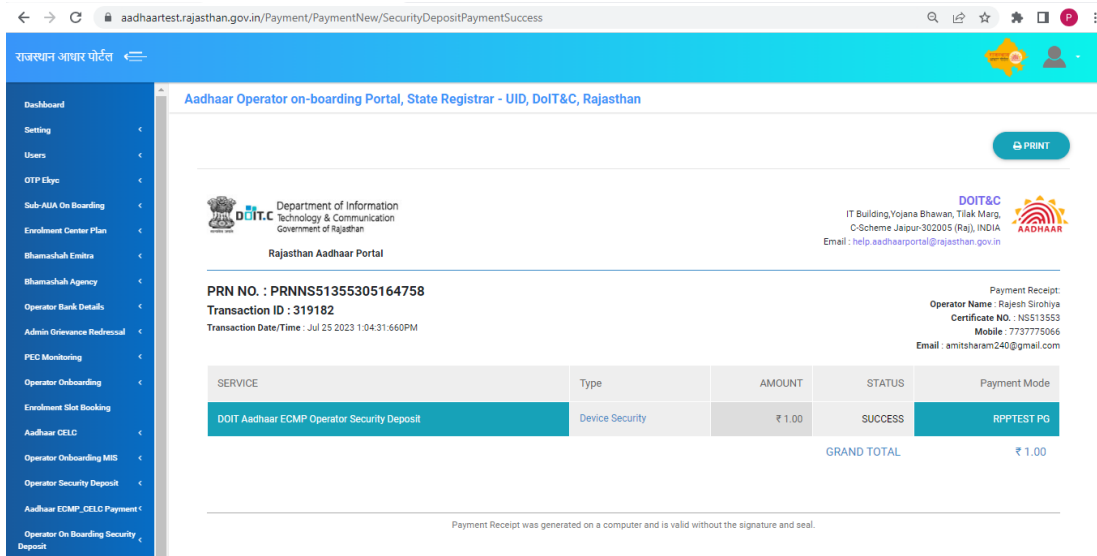 aadhaartest.rajasthan.gov.in/Payment/PaymentNew/SecurityDepositPaymentSuccess
P
राजस्थान आधार पोर्टल
Dashboard
Setting
Users
OTP Ekyc
Sub-AUA On Boarding
Enrolment Center Plan
Bhamashah Emitra
Bhamashah Agency
Operator Bank Details
Admin Grievance Redressal
PEC Monitoring
Operator Onboarding
Enrolment Slot Booking
Aadhaar CELC
Operator Onboarding MIS
Operator Security Deposit
Aadhaar ECMP_CELC Payment
Operator On Boarding Security
Deposit
Aadhaar Operator on-boarding Portal, State Registrar - UID, DoIT&C, Rajasthan
PRINT
DOIT.C
Department of Information
Technology & Communication
Government of Rajasthan
Rajasthan Aadhaar Portal
DOIT&C
IT Building,Yojana Bhawan, Tilak Marg,
C-Scheme Jaipur-302005 (Raj), INDIA
Email : help.aadhaarportal@rajasthan.gov.in
AADHAAR
PRN NO. : PRNNS51355305164758
Transaction ID : 319182
Transaction Date/Time : Jul 25 2023 1:04:31:660PM
Payment Receipt:
Operator Name : Rajesh Sirohiya
Certificate NO. : NS513553
Mobile : 7737775066
Email : amitsharam240@gmail.com
SERVICE Type AMOUNT STATUS Payment Mode
DOIT Aadhaar ECMP Operator Security Deposit Device Security ₹ 1.00 SUCCESS RPPTEST PG
GRAND TOTAL ₹ 1.00
Payment Receipt was generated on a computer and is valid without the signature and seal.